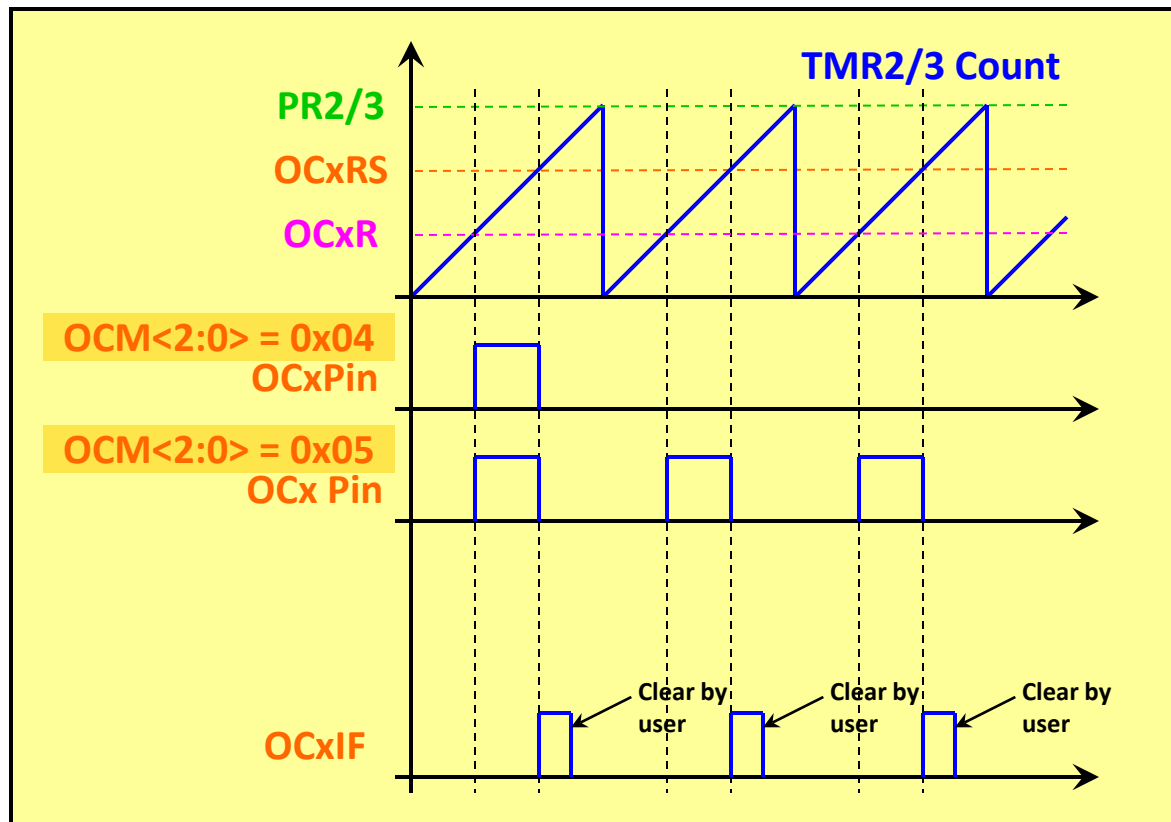 TMR2/3 Count
PR2/3
OCxRS
OCxR
OCM<2:0> = 0x04
OCxPin
OCM<2:0> = 0x05
OCx Pin
Clear by
user
Clear by
user
Clear by
user
OCxIF